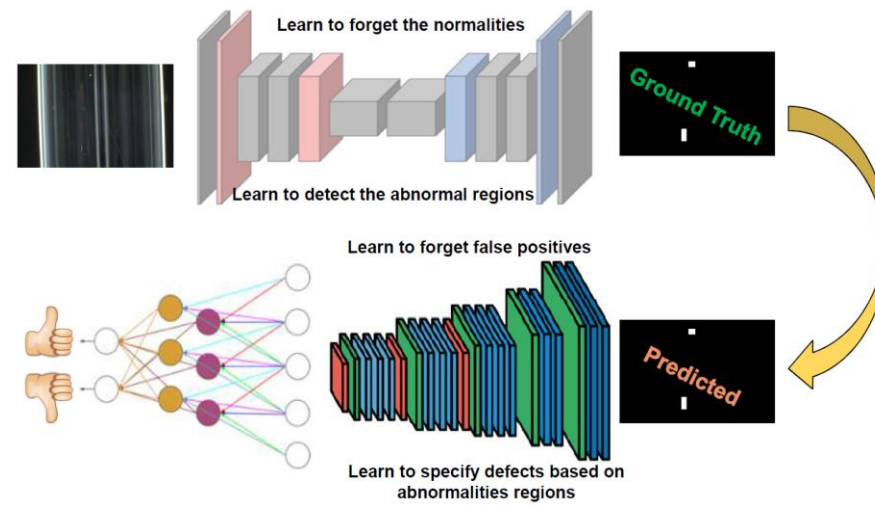 Learn to forget the normalities
Ground Truth
Learn to detect the abnormal regions
Learn to forget false positives
Predicted
Learn to specify defects based on
abnormalities regions